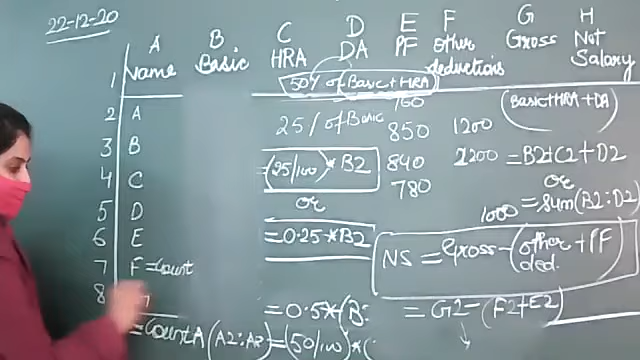 22-12-20
A B C D E F G H
Name Basic HRA DA PF Other deductions Gross Net Salary
1 50% of (Basic+HRA)
2 A 25% of Basic 1200 (Basic+HRA+DA)
850
3 B =(25/100)*B2 840 1200 =B2+C2+D2
4 C or 780 or
5 D 1000 =sum(B2:D2)
6 E =0.25*B2
7 F =Count NS = Gross-(other ded. + PF)
8 =0.5*(B = G2-(F2+E2)
=CountA(A2:A =(50/100)*(